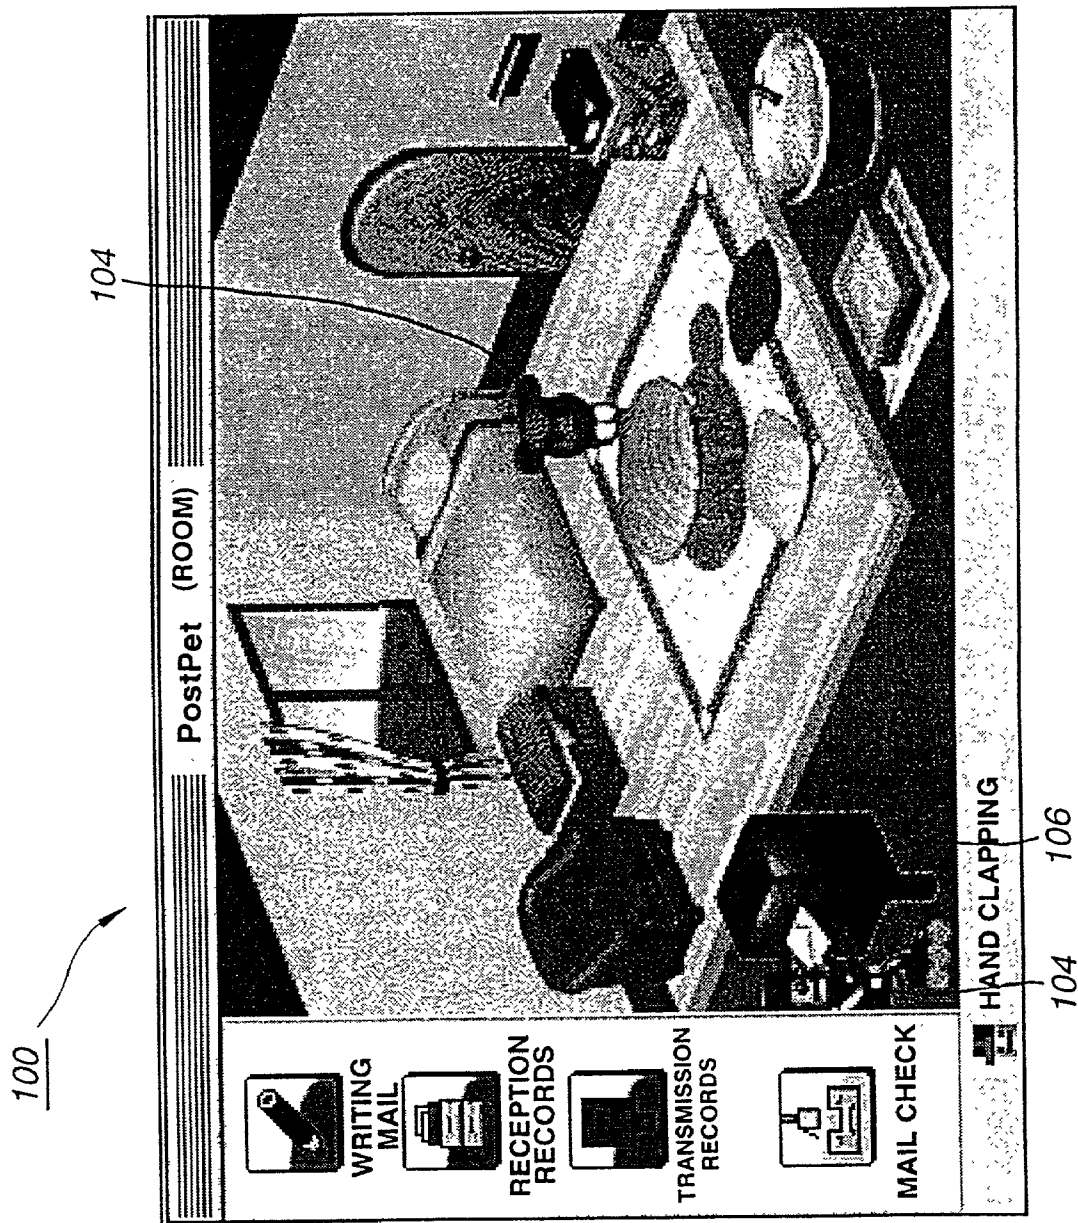 100
PostPet (ROOM)
104
WRITING
MAIL
RECEPTION
RECORDS
TRANSMISSION
RECORDS
MAIL CHECK
HAND CLAPPING
104
106